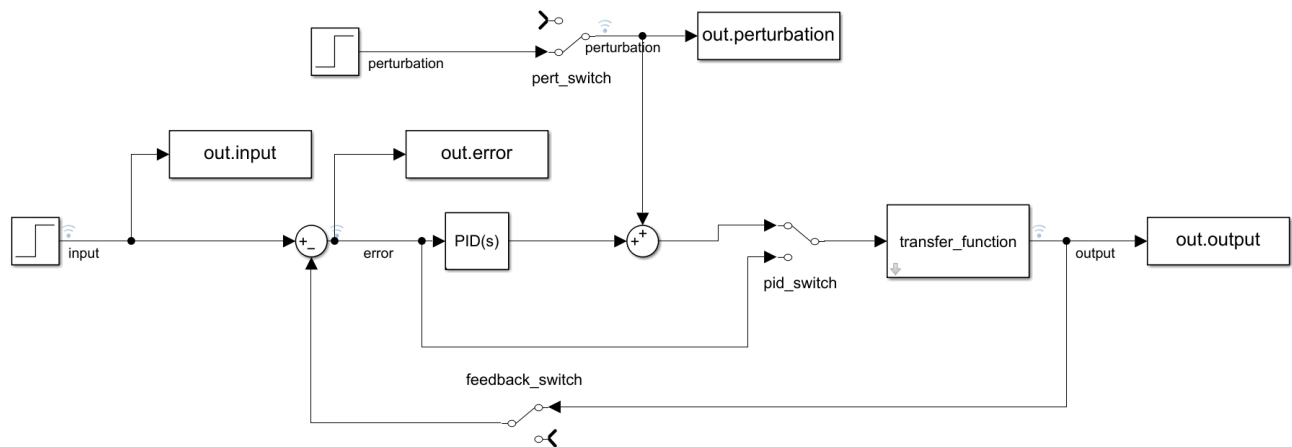 out.perturbation
perturbation
perturbation
pert_switch
out.input
out.error
input
+
−
error
PID(s)
+
+
pid_switch
transfer_function
output
out.output
feedback_switch